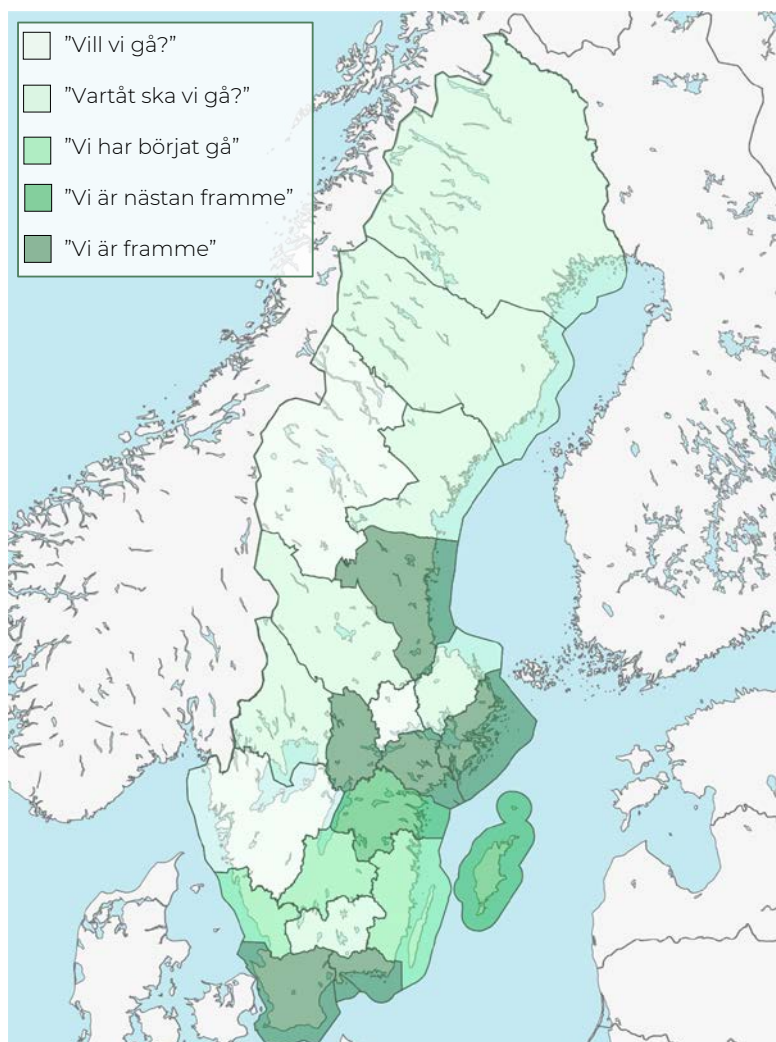 ”Vill vi gå?”
”Vartåt ska vi gå?”
”Vi har börjat gå”
”Vi är nästan framme”
”Vi är framme”